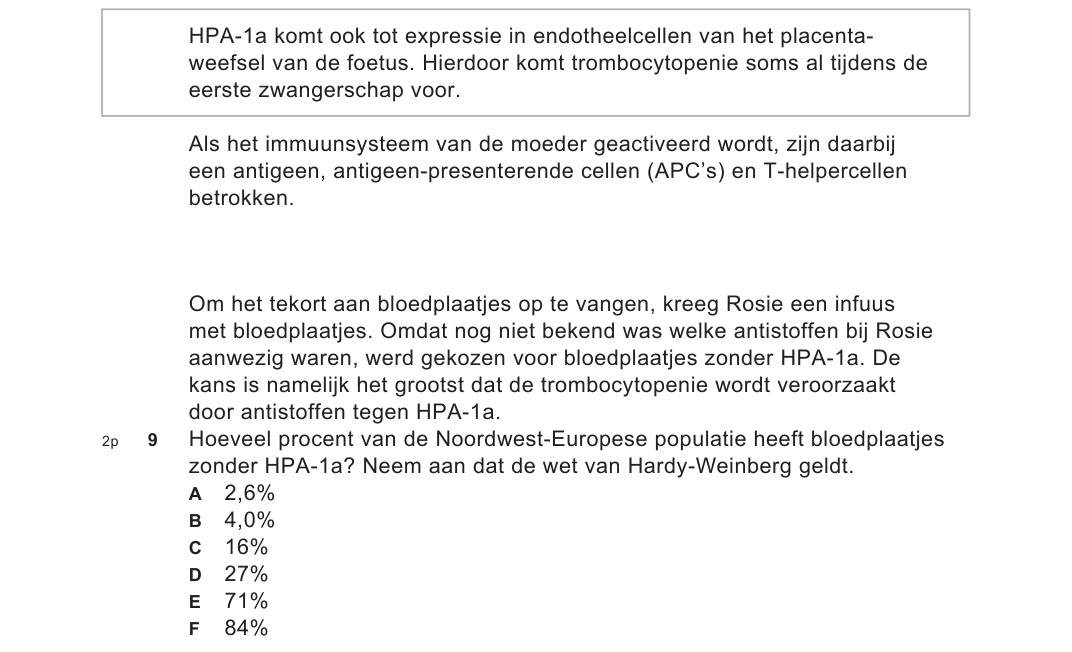 HPA-1a komt ook tot expressie in endotheelcellen van het placenta-
weefsel van de foetus. Hierdoor komt trombocytopenie soms al tijdens de
eerste zwangerschap voor.
Als het immuunsysteem van de moeder geactiveerd wordt, zijn daarbij
een antigeen, antigeen-presenterende cellen (APC's) en T-helpercellen
betrokken.
Om het tekort aan bloedplaatjes op te vangen, kreeg Rosie een infuus
met bloedplaatjes. Omdat nog niet bekend was welke antistoffen bij Rosie
aanwezig waren, werd gekozen voor bloedplaatjes zonder HPA-1a. De
kans is namelijk het grootst dat de trombocytopenie wordt veroorzaakt
door antistoffen tegen HPA-1a.
2p 9 Hoeveel procent van de Noordwest-Europese populatie heeft bloedplaatjes
zonder HPA-1a? Neem aan dat de wet van Hardy-Weinberg geldt.
A 2,6%
B 4,0%
C 16%
D 27%
E 71%
F 84%